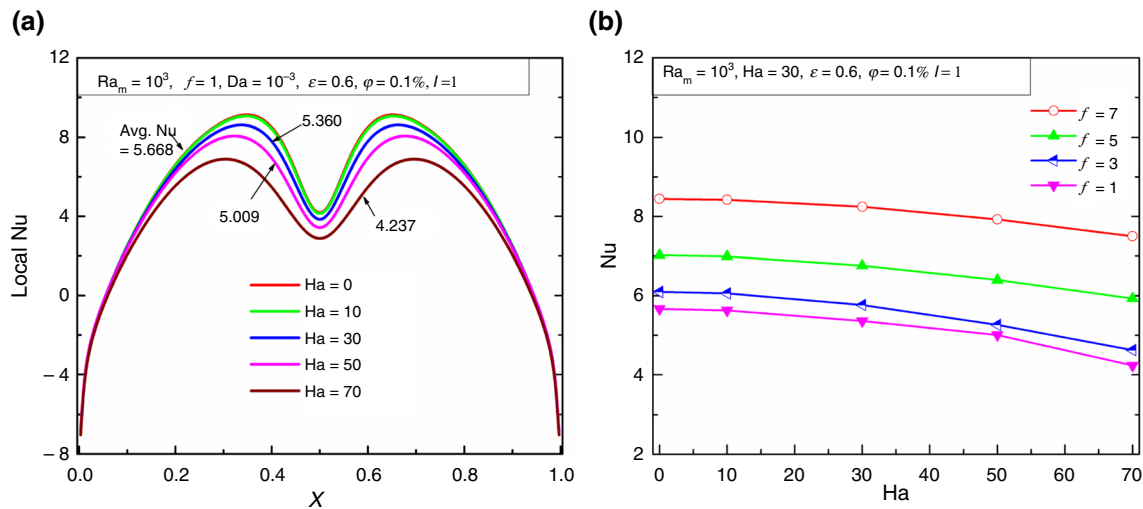 (a)
12
Ra_m = 10³, f = 1, Da = 10⁻³, ε = 0.6, φ = 0.1%, I = 1
Avg. Nu
= 5.668
5.360
5.009
4.237
8
4
0
– 4
– 8
Local Nu
Ha = 0
Ha = 10
Ha = 30
Ha = 50
Ha = 70
0.0 0.2 0.4 0.6 0.8 1.0
X
(b)
12
Ra_m = 10³, Ha = 30, ε = 0.6, φ = 0.1% I = 1
f = 7
f = 5
f = 3
f = 1
10
8
6
4
2
Nu
0 10 20 30 40 50 60 70
Ha